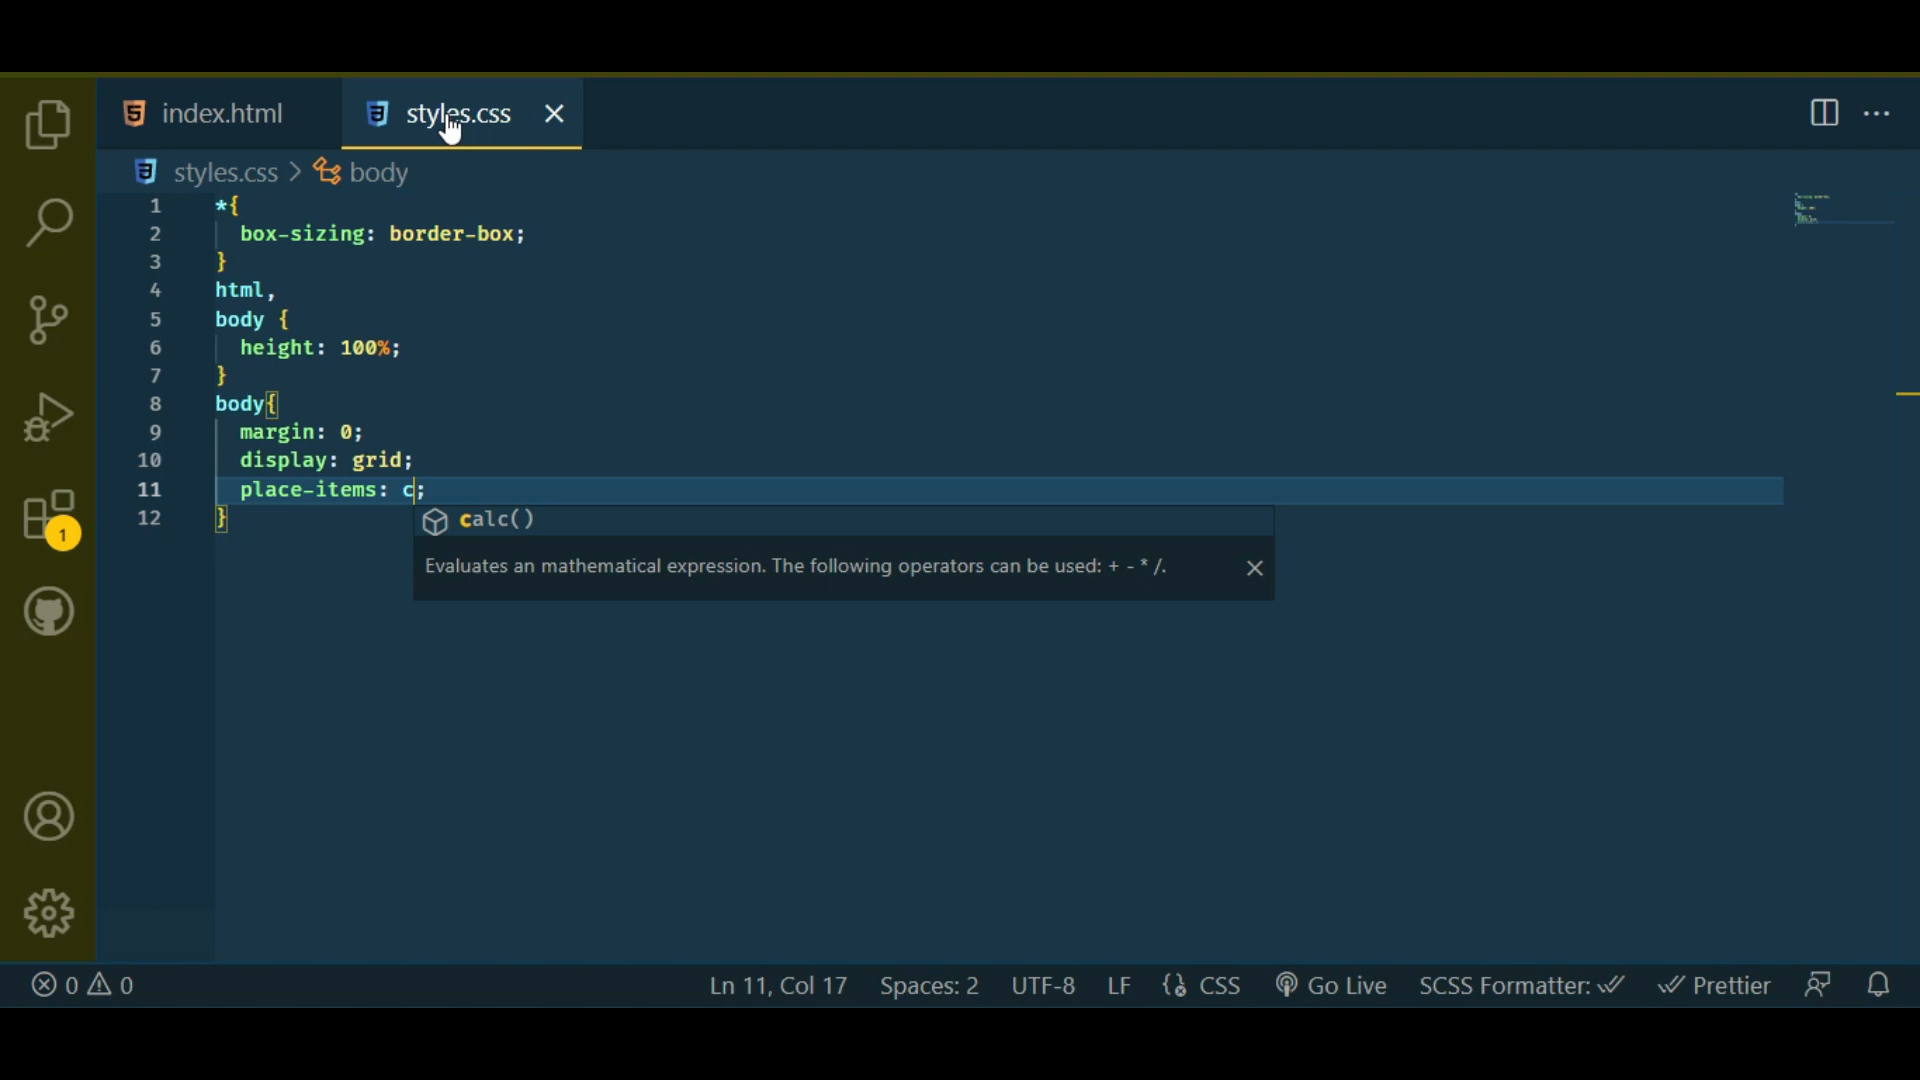 index.html styles.css
styles.css > body
1 *{
2 box-sizing: border-box;
3 }
4 html,
5 body {
6 height: 100%;
7 }
8 body{
9 margin: 0;
10 display: grid;
11 place-items: c;
12 }
calc()
Evaluates an mathematical expression. The following operators can be used: + - * /.
1
0 0 Ln 11, Col 17 Spaces: 2 UTF-8 LF CSS Go Live SCSS Formatter: Prettier